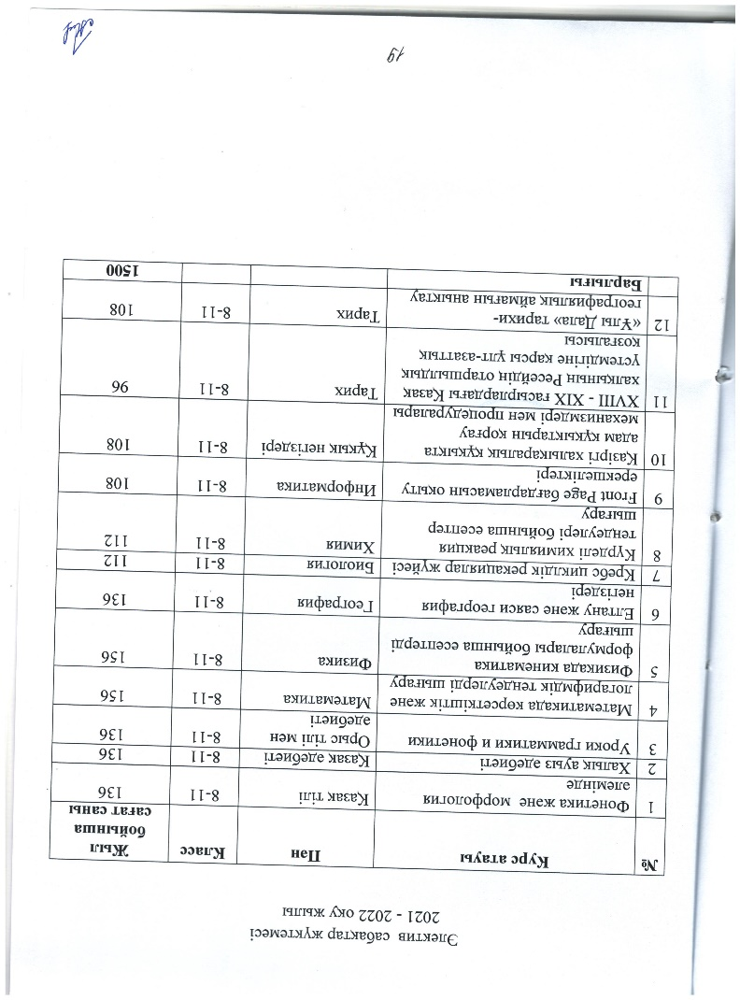 Электив сабақтар жүктемесі
2021 - 2022 оқу жылы
№ Курс атауы Пән Класс Жыл
бойынша
сағат саны
1 Фонетика және морфология Қазақ тілі 8-11 136
әлемінде
2 Халық ауыз әдебиеті Қазақ әдебиеті 8-11 136
3 Уроки грамматики и фонетики Орыс тілі мен 8-11 136
әдебиеті
4 Математикада көрсеткіштік және Математика 8-11 156
логарифмдік теңдеулерді шығару
5 Физикада кинематика Физика 8-11 156
формулалары бойынша есептерді
шығару
6 Елтану және саяси георгафия География 8-11 136
негіздері
7 Кребс циклдік рекациялар жүйесі Биология 8-11 112
8 Күрделі химиялық реакция Химия 8-11 112
теңдеулері бойынша есептер
шығару
9 Front Page бағдарламасын оқыту Информатика 8-11 108
ерекшеліктері
10 Қазіргі халықаралық құқықта Құқық негіздері 8-11 108
адам құқықтарын қорғау
механизмдері мен процедуралары
11 XVIII - XIX ғасырлардағы Қазақ Тарих 8-11 96
халқының Ресейдің отаршылдық
үстемдігіне қарсы ұлт-азаттық
қозғалысы
12 «Ұлы Дала» тарихи- Тарих 8-11 108
географиялық аймағын анықтау
Барлығы 1500
19